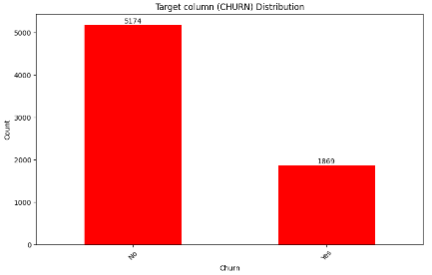 Target column (CHURN) Distribution
5174
5000
4000
3000
2000
1869
1000
0
Count
No
Yes
Churn